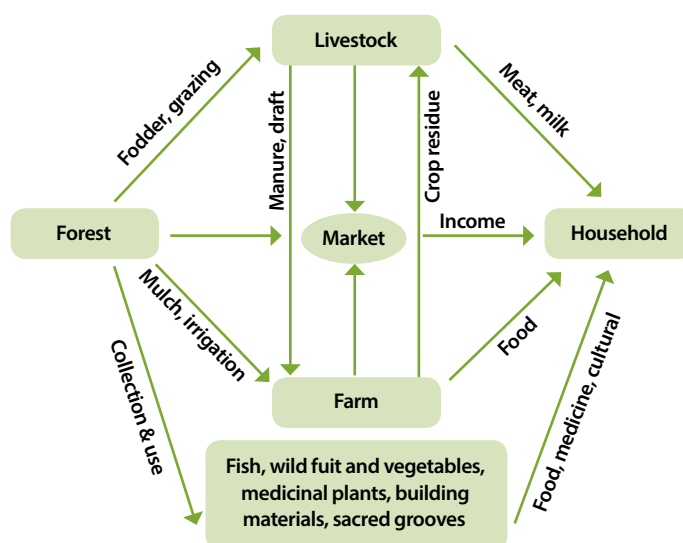 Livestock
Fodder, grazing
Manure, draft
Crop residue
Meat, milk
Forest
Market
Income
Household
Mulch, irrigation
Collection &
use
Farm
Food
Food, medicine, cultural
Fish, wild fuit and vegetables,
medicinal plants, building
materials, sacred grooves